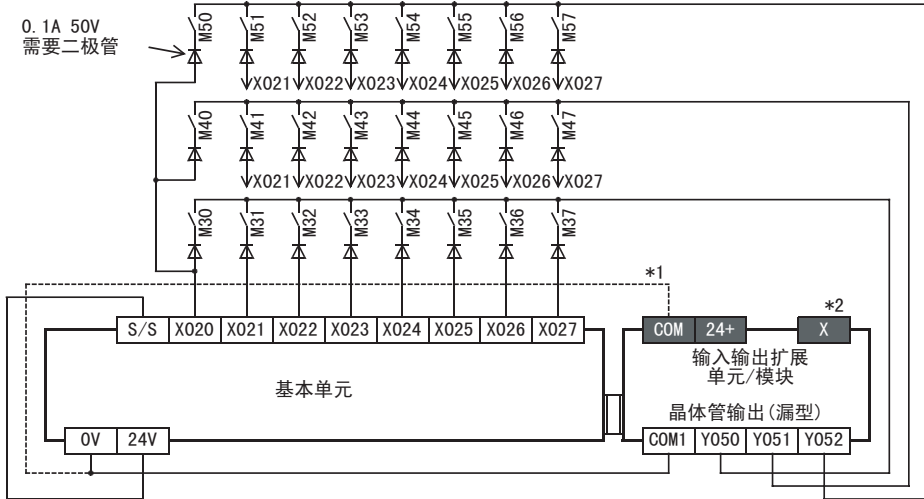 M50 M51 M52 M53 M54 M55 M56 M57
0.1A 50V
需要二极管
X021 X022 X023 X024 X025 X026 X027
M40 M41 M42 M43 M44 M45 M46 M47
X021 X022 X023 X024 X025 X026 X027
M30 M31 M32 M33 M34 M35 M36 M37
*1
*2
S/S X020 X021 X022 X023 X024 X025 X026 X027
COM 24+ X
输入输出扩展
单元/模块
基本单元
晶体管输出(漏型)
0V 24V
COM1 Y050 Y051 Y052